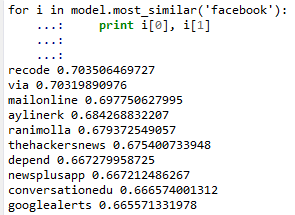 for i in model.most_similar('facebook'):
...: print i[0], i[1]
...:
...:
recode 0.703506469727
via 0.70319890976
mailonline 0.697750627995
aylinerk 0.684268832207
ranimolla 0.679372549057
thehackersnews 0.675400733948
depend 0.667279958725
newsplusapp 0.667212486267
conversationedu 0.666574001312
googlealerts 0.665571331978